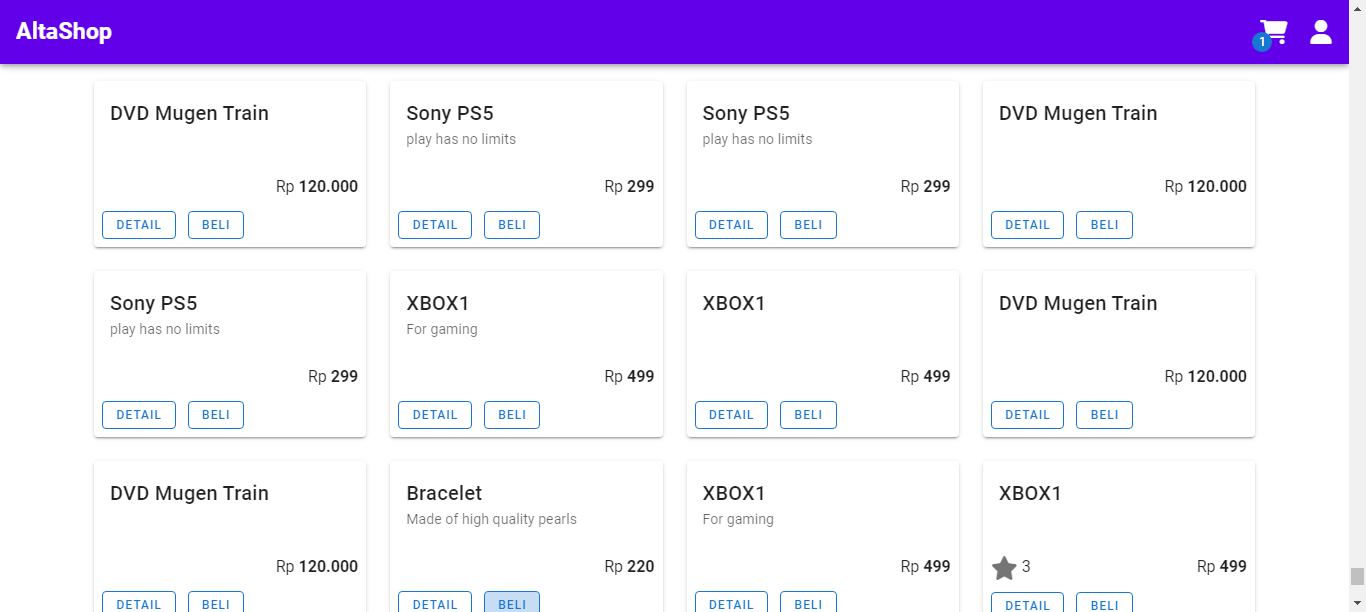 AltaShop
1
DVD Mugen Train
Rp 120.000
DETAIL BELI
Sony PS5
play has no limits
Rp 299
DETAIL BELI
Sony PS5
play has no limits
Rp 299
DETAIL BELI
DVD Mugen Train
Rp 120.000
DETAIL BELI
Sony PS5
play has no limits
Rp 299
DETAIL BELI
XBOX1
For gaming
Rp 499
DETAIL BELI
XBOX1
Rp 499
DETAIL BELI
DVD Mugen Train
Rp 120.000
DETAIL BELI
DVD Mugen Train
Rp 120.000
DETAIL BELI
Bracelet
Made of high quality pearls
Rp 220
DETAIL BELI
XBOX1
For gaming
Rp 499
DETAIL BELI
XBOX1
3 Rp 499
DETAIL BELI